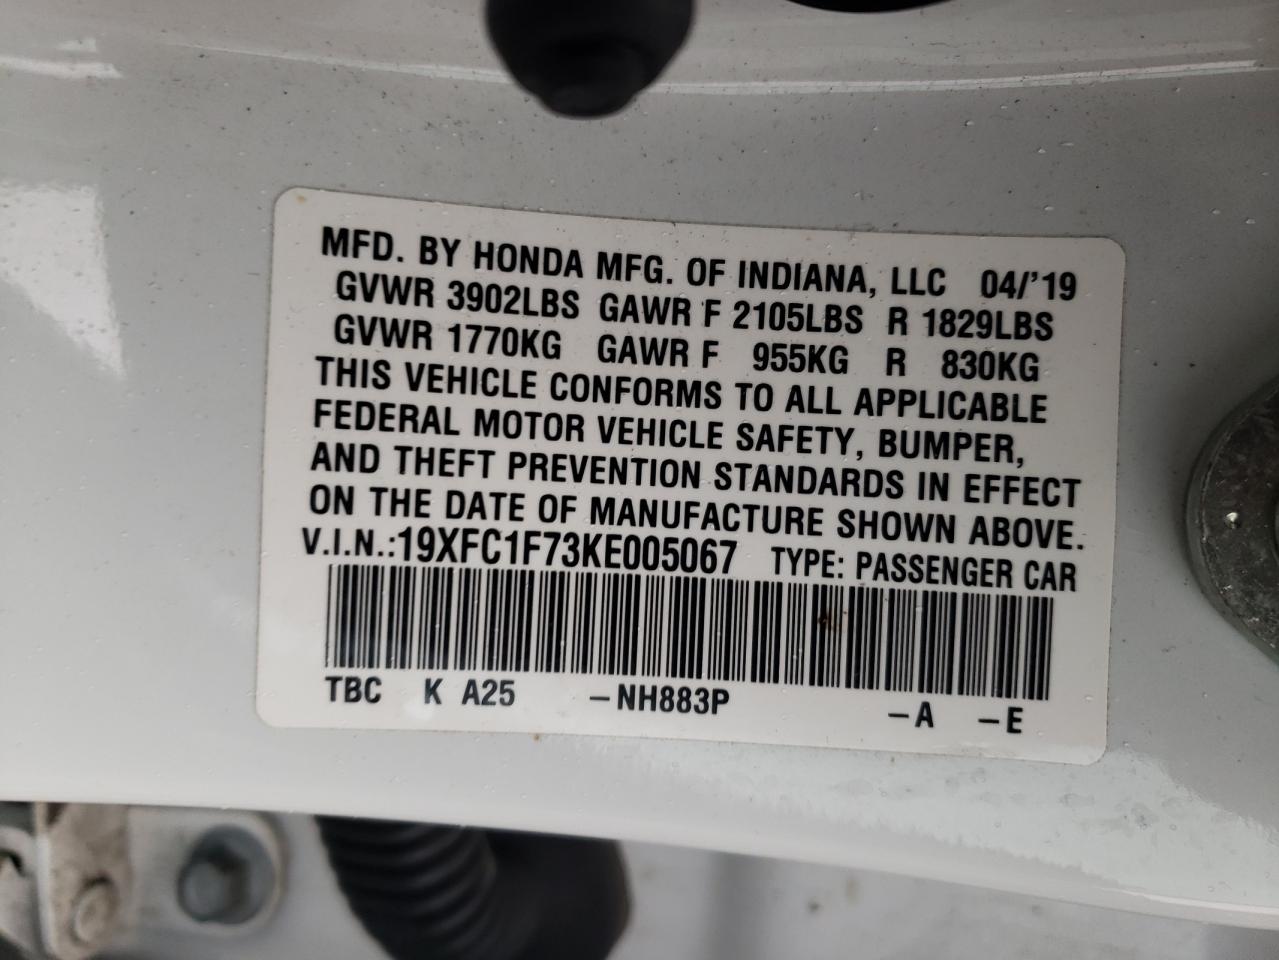 MFD. BY HONDA MFG. OF INDIANA, LLC 04/'19
GVWR 3902LBS GAWR F 2105LBS R 1829LBS
GVWR 1770KG GAWR F 955KG R 830KG
THIS VEHICLE CONFORMS TO ALL APPLICABLE
FEDERAL MOTOR VEHICLE SAFETY, BUMPER,
AND THEFT PREVENTION STANDARDS IN EFFECT
ON THE DATE OF MANUFACTURE SHOWN ABOVE.
V.I.N.:19XFC1F73KE005067 TYPE: PASSENGER CAR
TBC K A25 –NH883P –A –E